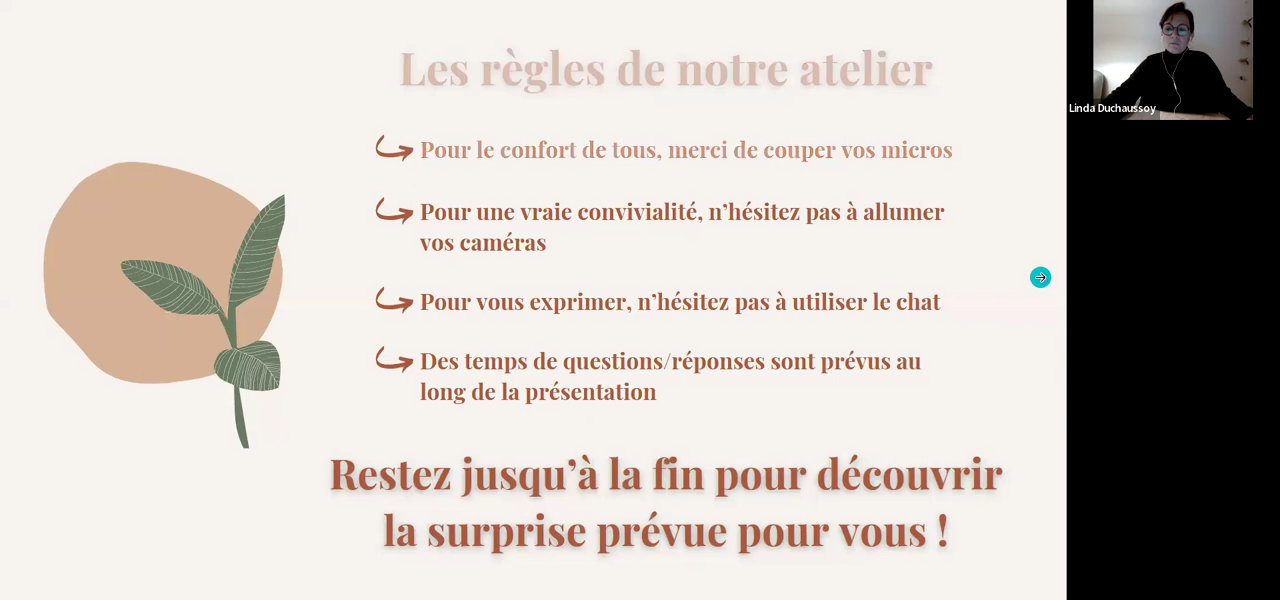 Les règles de notre atelier
Pour le confort de tous, merci de couper vos micros
Pour une vraie convivialité, n’hésitez pas à allumer
vos caméras
Pour vous exprimer, n’hésitez pas à utiliser le chat
Des temps de questions/réponses sont prévus au
long de la présentation
Restez jusqu’à la fin pour découvrir
la surprise prévue pour vous !
Linda Duchaussoy